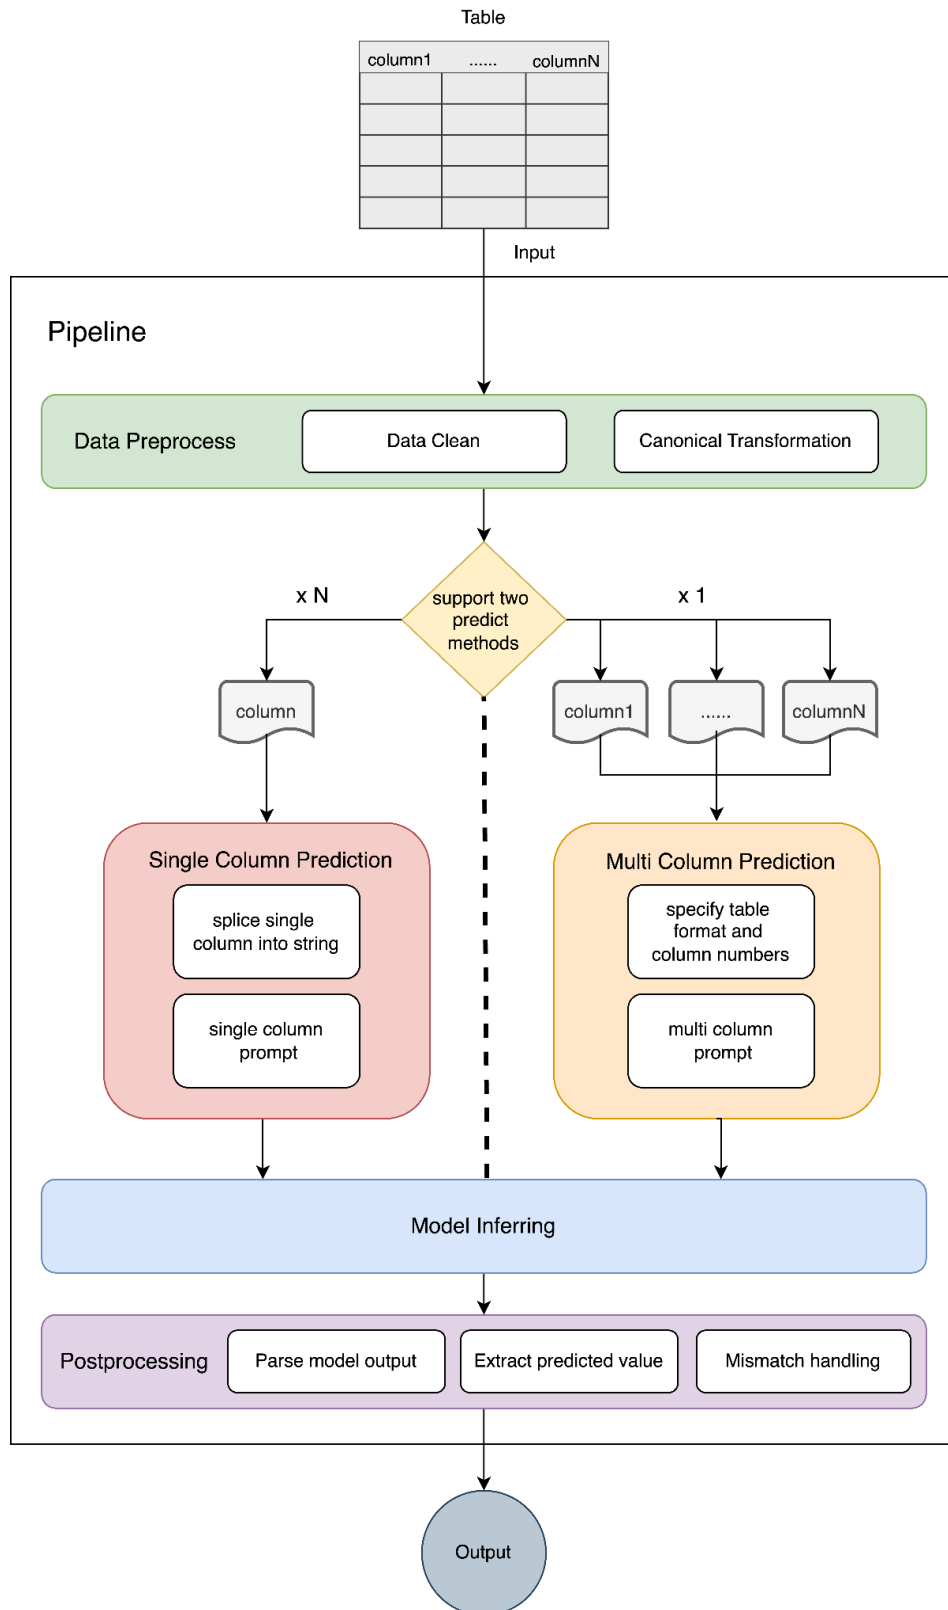 Table
column1
......
columnN
Input
Pipeline
Data Preprocess
Data Clean
Canonical Transformation
x N
support two
predict
methods
x 1
column
column1
......
columnN
Single Column Prediction
splice single
column into string
single column
prompt
Multi Column Prediction
specify table
format and
column numbers
multi column
prompt
Model Inferring
Postprocessing
Parse model output
Extract predicted value
Mismatch handling
Output